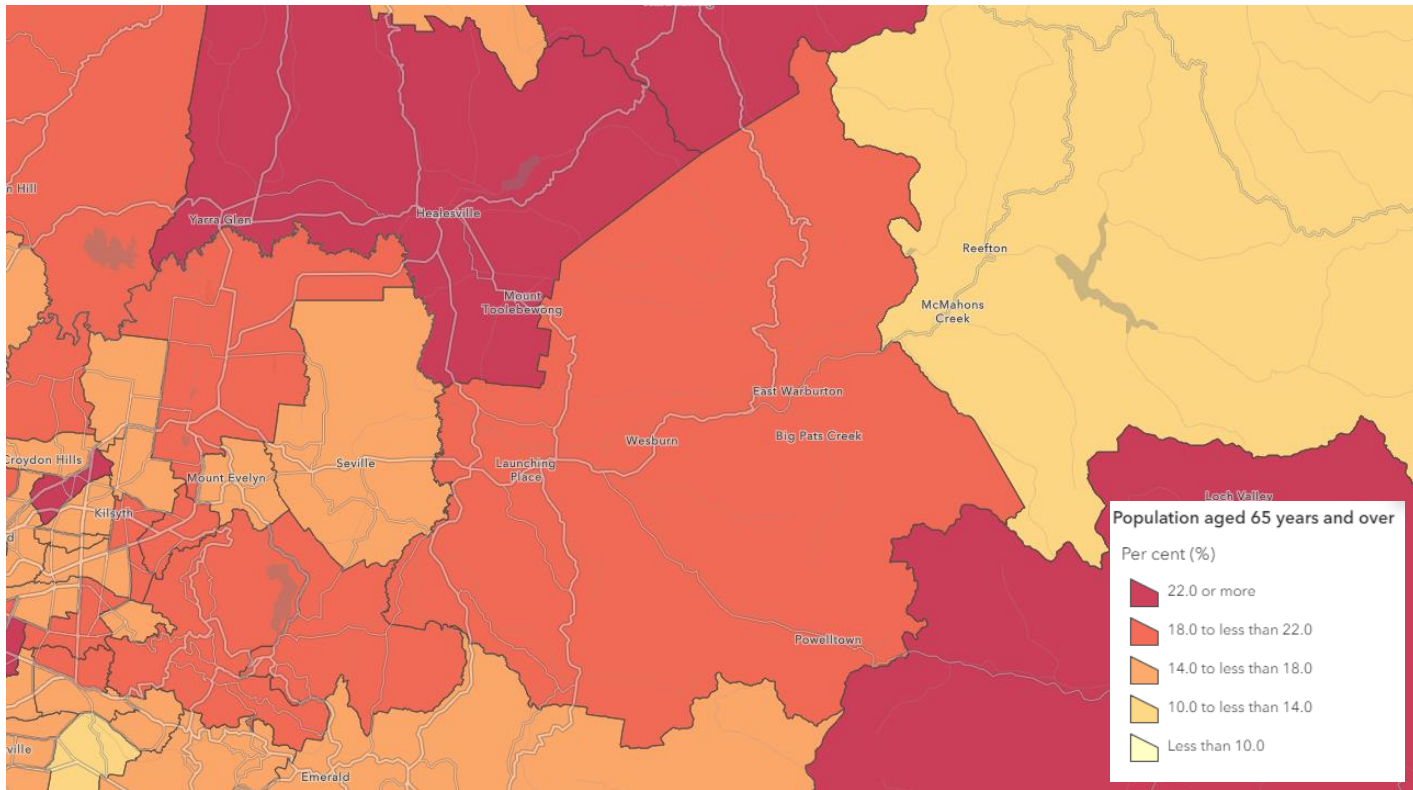 n Hill
Yarra Glen
Healesville
Reefton
Mount
Toolebewong
McMahons
Creek
East Warburton
Big Pats Creek
Wesburn
Croydon Hills
Seville
Launching
Place
Mount Evelyn
Loch Valley
Kilsyth
d
Population aged 65 years and over
Per cent (%)
22.0 or more
18.0 to less than 22.0
14.0 to less than 18.0
10.0 to less than 14.0
Less than 10.0
Powelltown
ville
Emerald